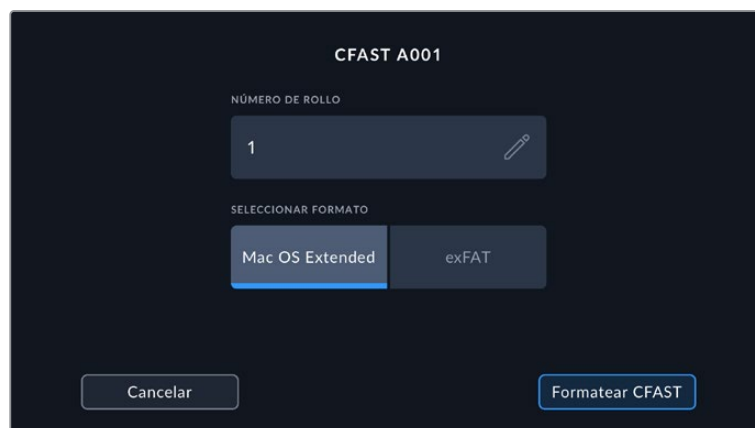 CFAST A001
NÚMERO DE ROLLO
1
SELECCIONAR FORMATO
Mac OS Extended
exFAT
Cancelar
Formatear CFAST